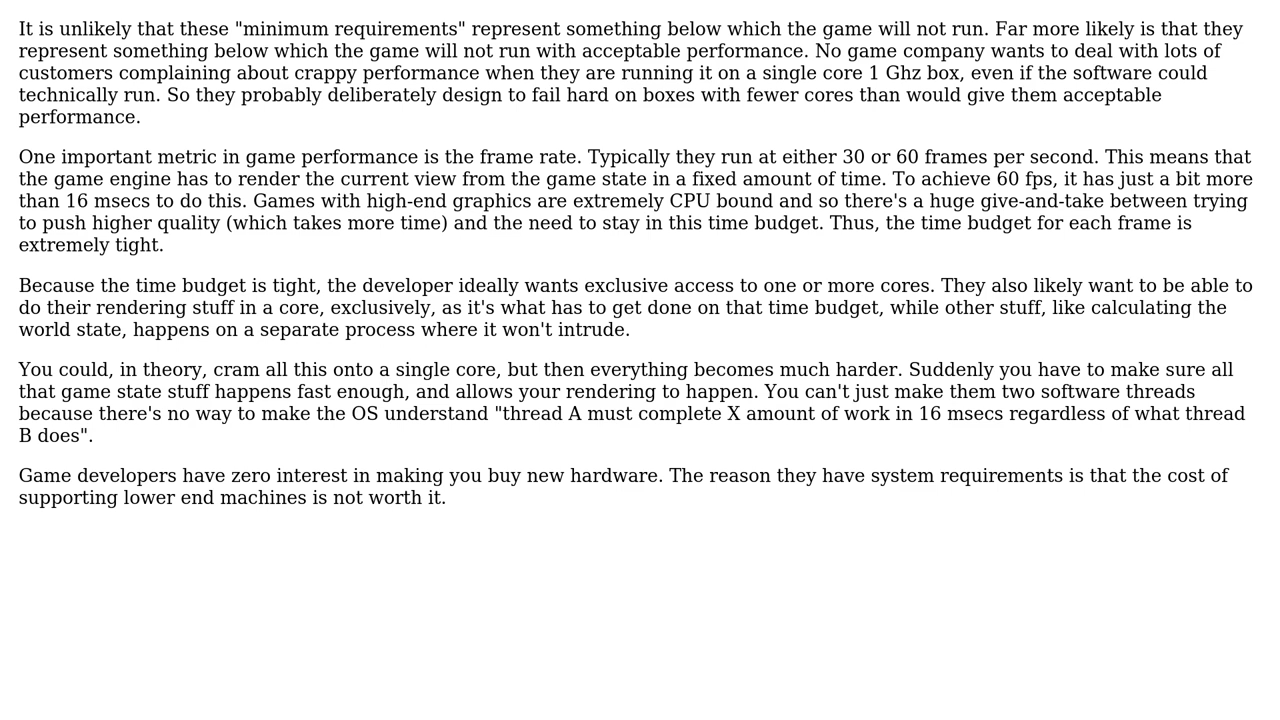 It is unlikely that these "minimum requirements" represent something below which the game will not run. Far more likely is that they
represent something below which the game will not run with acceptable performance. No game company wants to deal with lots of
customers complaining about crappy performance when they are running it on a single core 1 Ghz box, even if the software could
technically run. So they probably deliberately design to fail hard on boxes with fewer cores than would give them acceptable
performance.
One important metric in game performance is the frame rate. Typically they run at either 30 or 60 frames per second. This means that
the game engine has to render the current view from the game state in a fixed amount of time. To achieve 60 fps, it has just a bit more
than 16 msecs to do this. Games with high-end graphics are extremely CPU bound and so there's a huge give-and-take between trying
to push higher quality (which takes more time) and the need to stay in this time budget. Thus, the time budget for each frame is
extremely tight.
Because the time budget is tight, the developer ideally wants exclusive access to one or more cores. They also likely want to be able to
do their rendering stuff in a core, exclusively, as it's what has to get done on that time budget, while other stuff, like calculating the
world state, happens on a separate process where it won't intrude.
You could, in theory, cram all this onto a single core, but then everything becomes much harder. Suddenly you have to make sure all
that game state stuff happens fast enough, and allows your rendering to happen. You can't just make them two software threads
because there's no way to make the OS understand "thread A must complete X amount of work in 16 msecs regardless of what thread
B does".
Game developers have zero interest in making you buy new hardware. The reason they have system requirements is that the cost of
supporting lower end machines is not worth it.